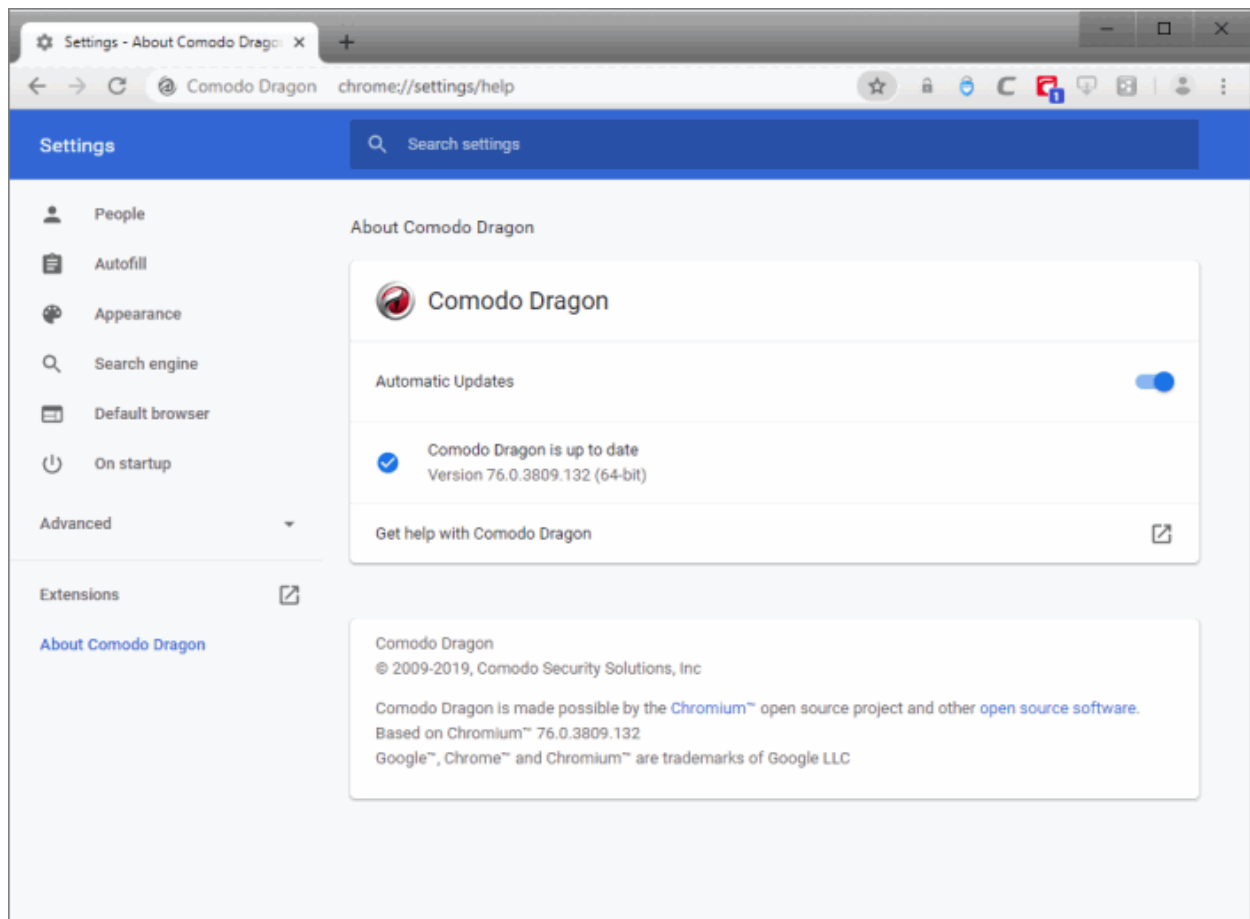 Settings - About Comodo Dragon
Comodo Dragon chrome://settings/help
1
Settings
Search settings
People
Autofill
Appearance
Search engine
Default browser
On startup
Advanced
Extensions
About Comodo Dragon
About Comodo Dragon
Comodo Dragon
Automatic Updates
Comodo Dragon is up to date
Version 76.0.3809.132 (64-bit)
Get help with Comodo Dragon
Comodo Dragon
© 2009-2019, Comodo Security Solutions, Inc
Comodo Dragon is made possible by the Chromium™ open source project and other open source software.
Based on Chromium™ 76.0.3809.132
Google™, Chrome™ and Chromium™ are trademarks of Google LLC